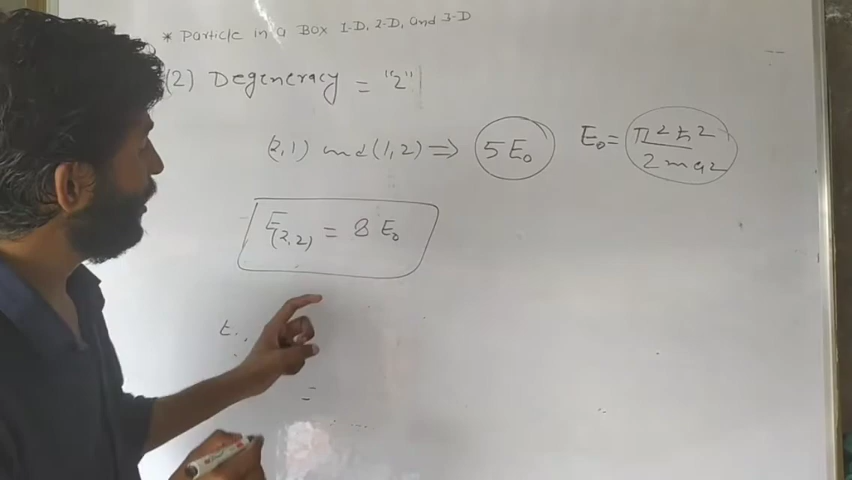 * Particle in a Box 1-D, 2-D, and 3-D
(2) Degeneracy = "2"
(2,1) and (1,2) ⇒ 5E₀ E₀ = π²ħ² / 2ma²
E(2,2) = 8 E₀
=